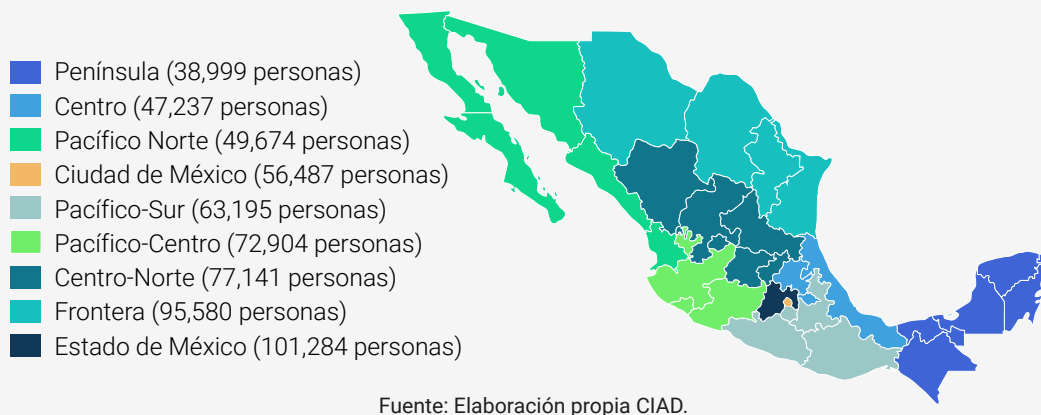 Península (38,999 personas)
Centro (47,237 personas)
Pacífico Norte (49,674 personas)
Ciudad de México (56,487 personas)
Pacífico-Sur (63,195 personas)
Pacífico-Centro (72,904 personas)
Centro-Norte (77,141 personas)
Frontera (95,580 personas)
Estado de México (101,284 personas)
Fuente: Elaboración propia CIAD.